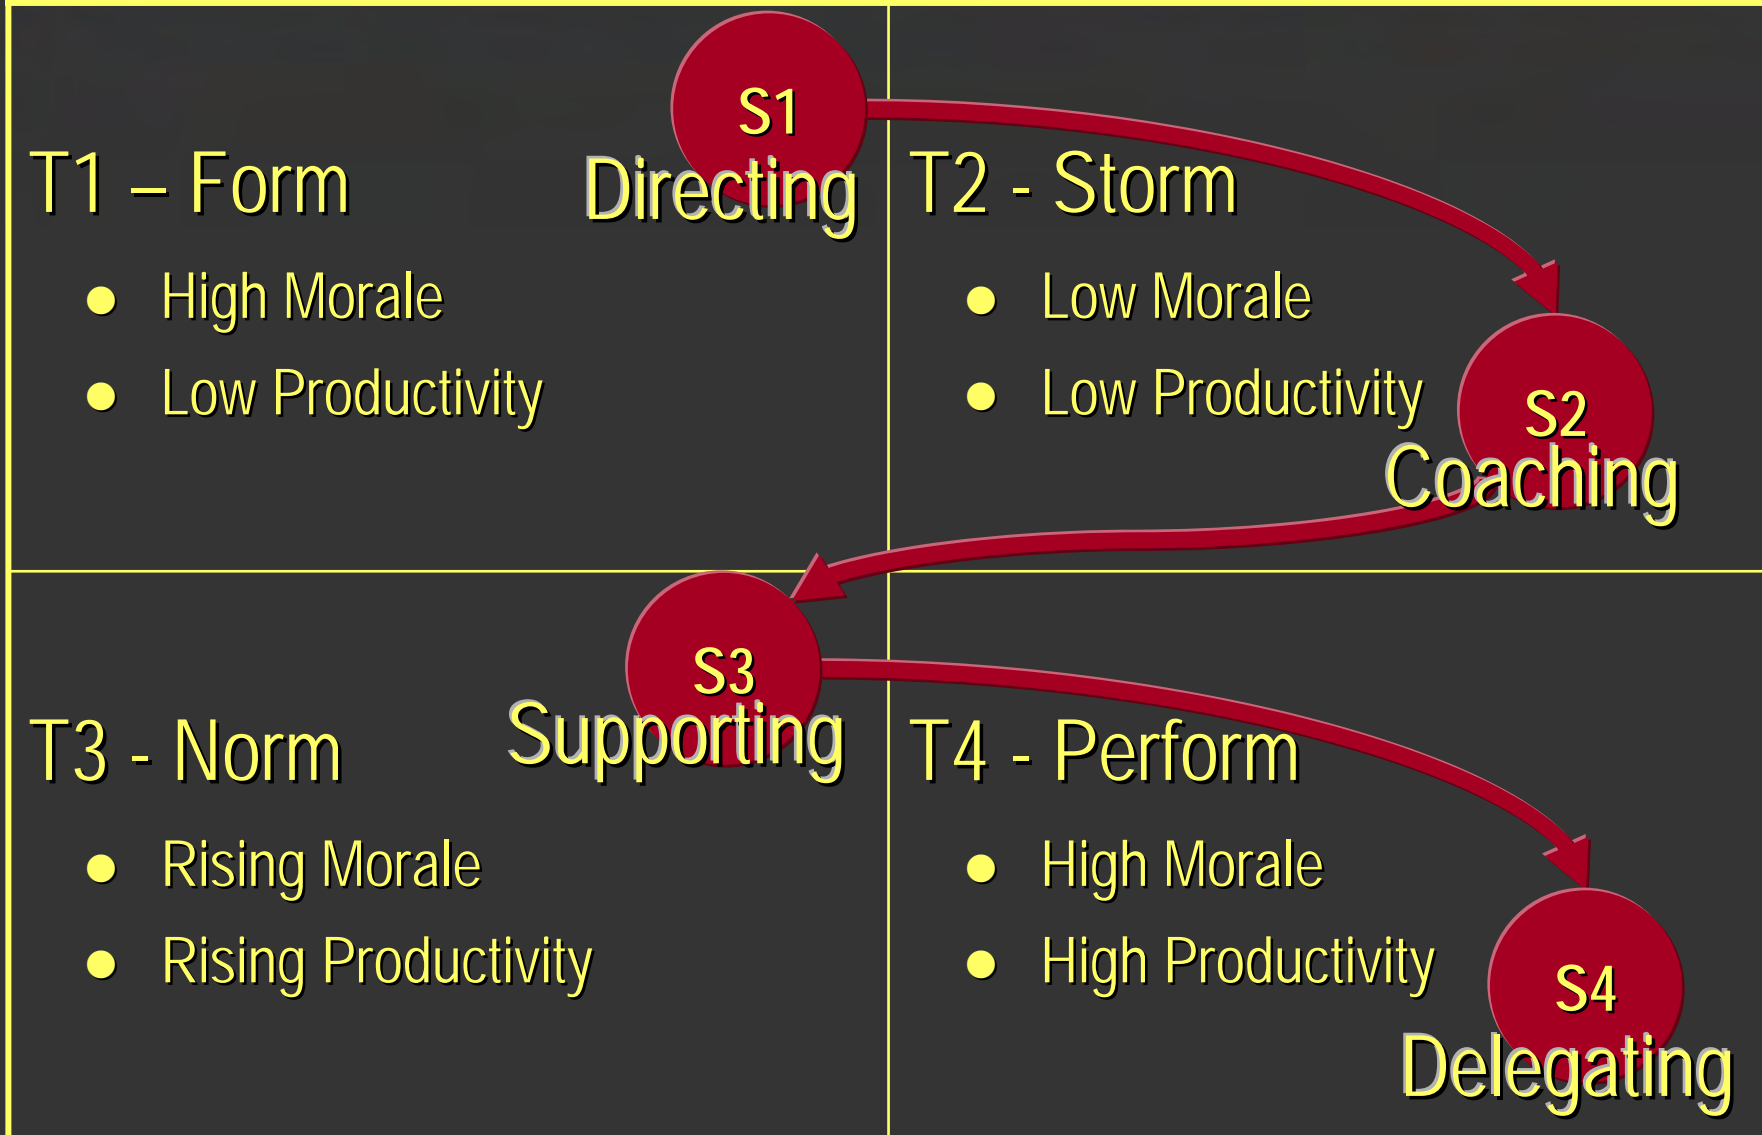 S1
Directing
T1 – Form
● High Morale
● Low Productivity
T2 - Storm
● Low Morale
● Low Productivity
S2
Coaching
S3
Supporting
T3 - Norm
● Rising Morale
● Rising Productivity
T4 - Perform
● High Morale
● High Productivity
S4
Delegating